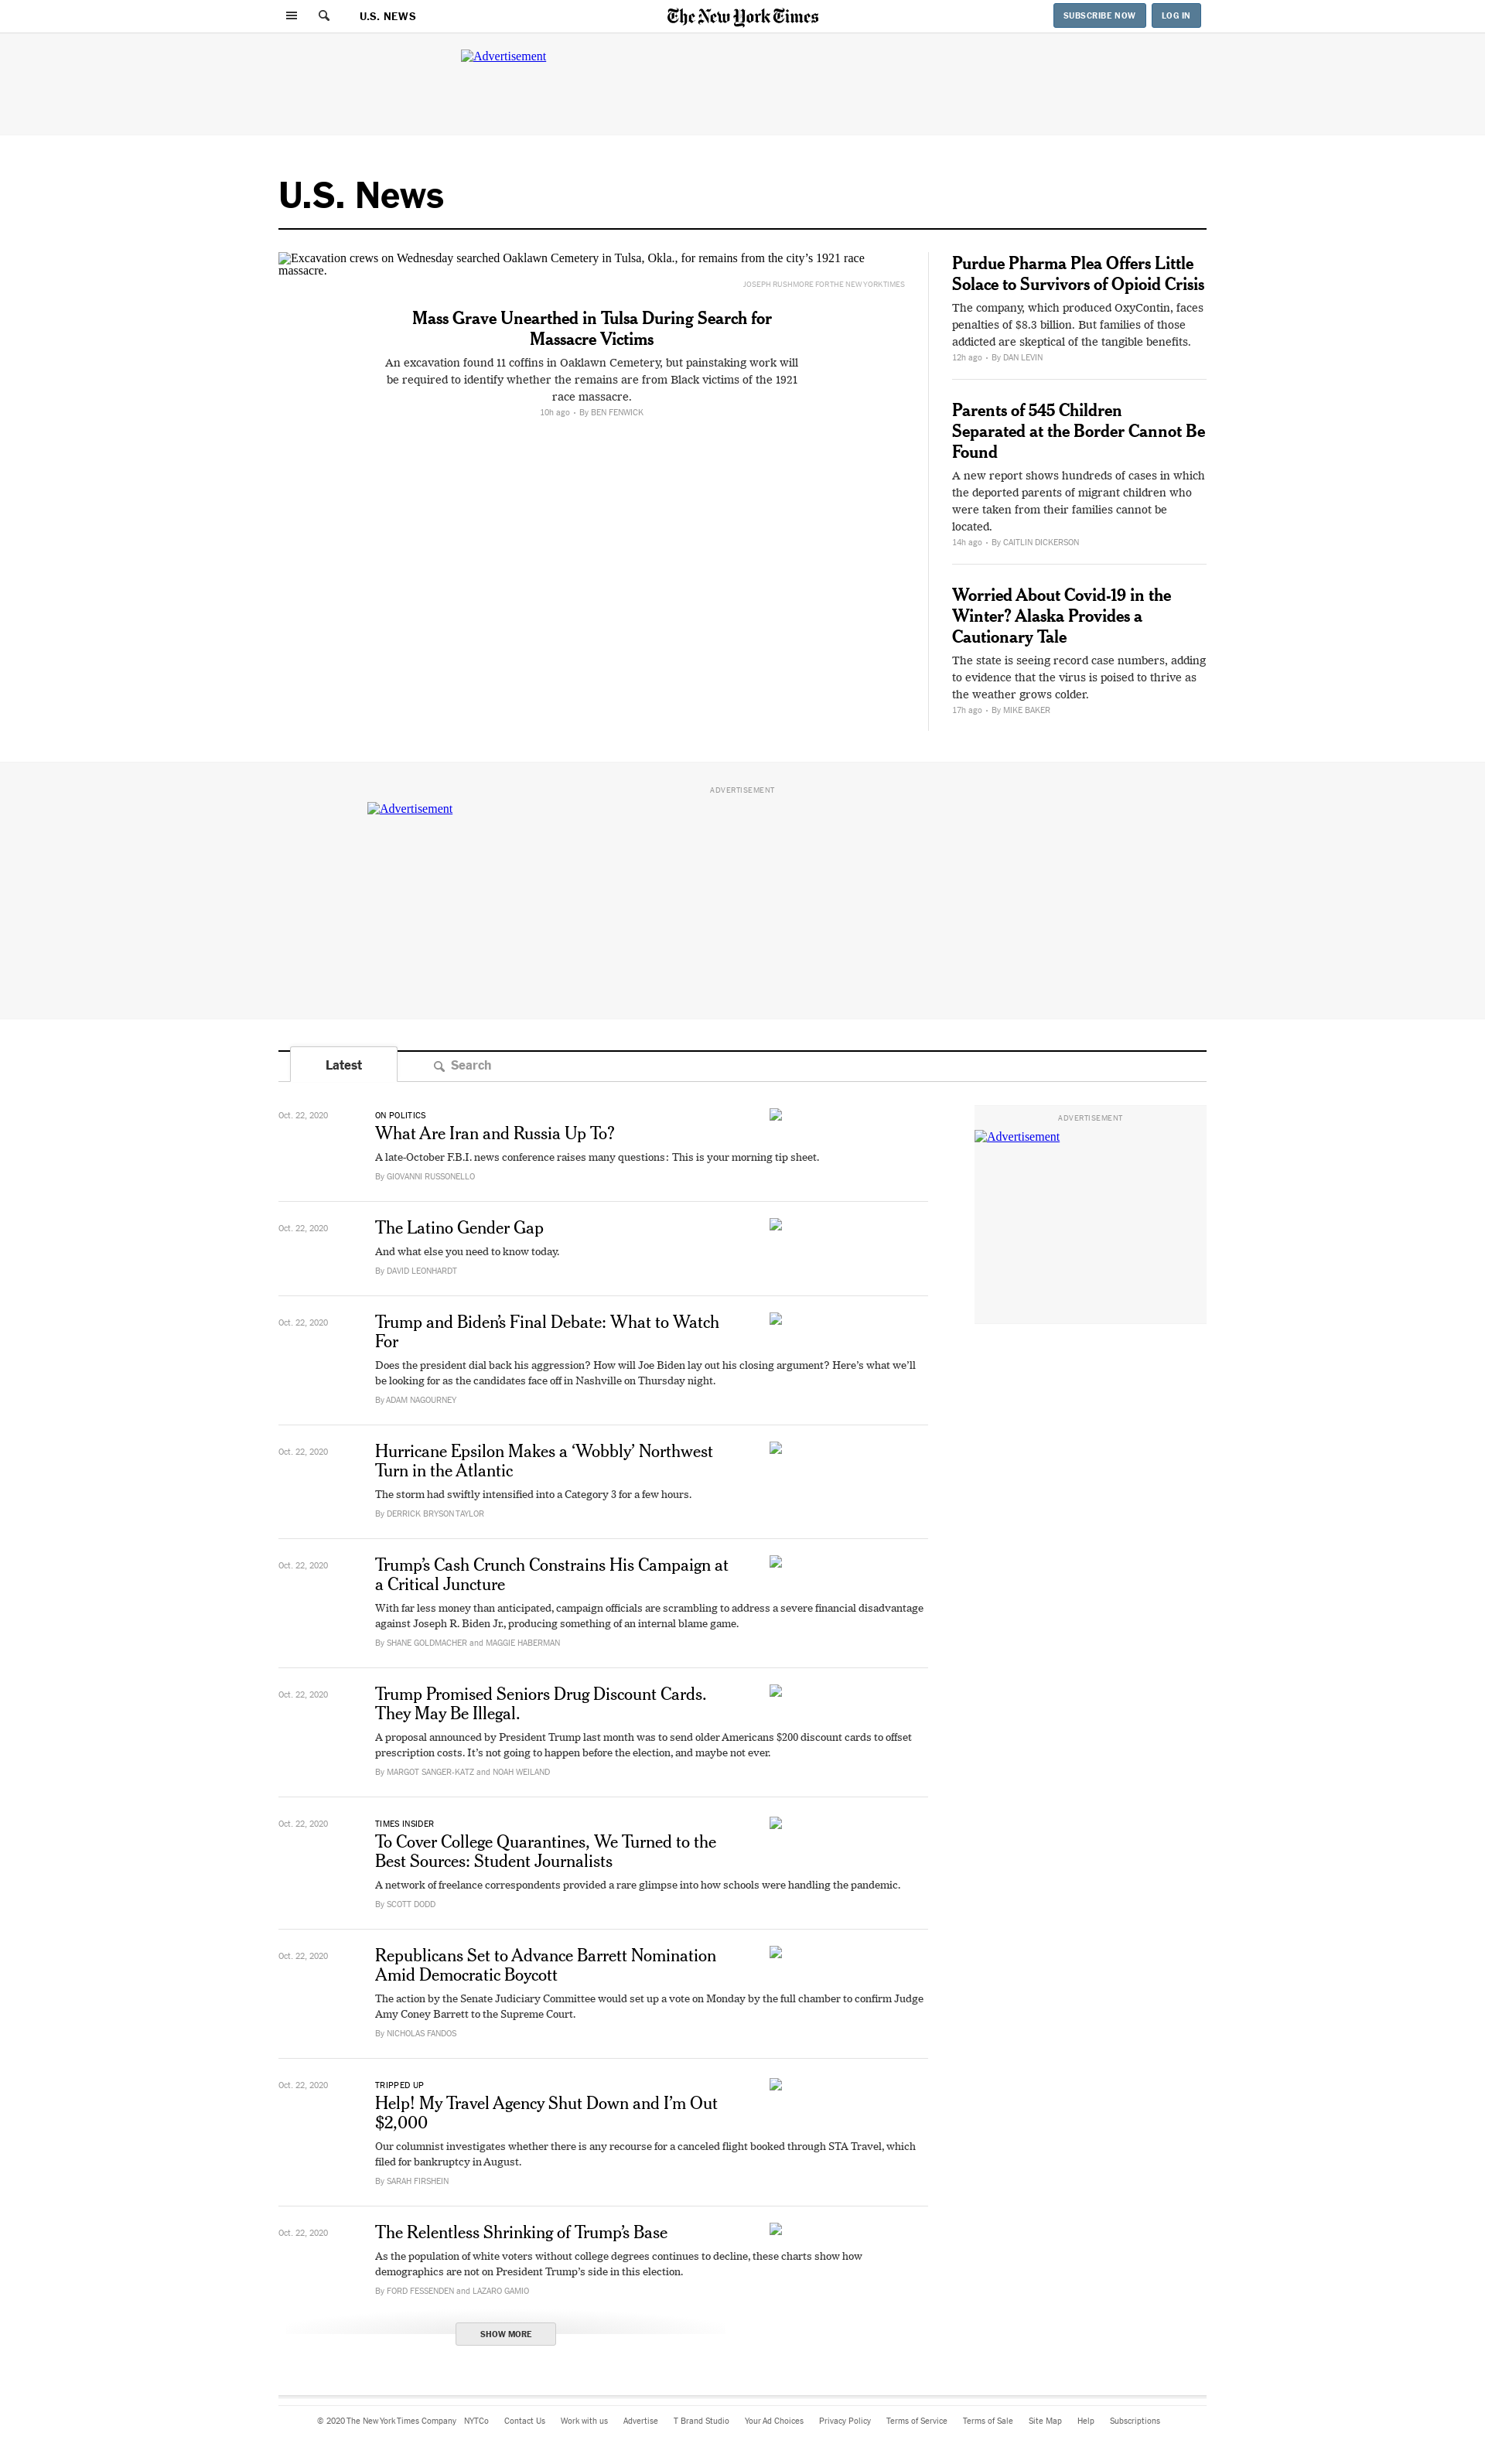 U.S. NEWS
The New York Times
SUBSCRIBE NOW
LOG IN
Advertisement
U.S. News
Excavation crews on Wednesday searched Oaklawn Cemetery in Tulsa, Okla., for remains from the city’s 1921 race
massacre.
JOSEPH RUSHMORE FOR THE NEW YORK TIMES
Mass Grave Unearthed in Tulsa During Search for
Massacre Victims
An excavation found 11 coffins in Oaklawn Cemetery, but painstaking work will
be required to identify whether the remains are from Black victims of the 1921
race massacre.
10h ago • By BEN FENWICK
Purdue Pharma Plea Offers Little
Solace to Survivors of Opioid Crisis
The company, which produced OxyContin, faces
penalties of $8.3 billion. But families of those
addicted are skeptical of the tangible benefits.
12h ago • By DAN LEVIN
Parents of 545 Children
Separated at the Border Cannot Be
Found
A new report shows hundreds of cases in which
the deported parents of migrant children who
were taken from their families cannot be
located.
14h ago • By CAITLIN DICKERSON
Worried About Covid-19 in the
Winter? Alaska Provides a
Cautionary Tale
The state is seeing record case numbers, adding
to evidence that the virus is poised to thrive as
the weather grows colder.
17h ago • By MIKE BAKER
ADVERTISEMENT
Advertisement
Latest
Search
Oct. 22, 2020
ON POLITICS
What Are Iran and Russia Up To?
A late-October F.B.I. news conference raises many questions: This is your morning tip sheet.
By GIOVANNI RUSSONELLO
ADVERTISEMENT
Advertisement
Oct. 22, 2020
The Latino Gender Gap
And what else you need to know today.
By DAVID LEONHARDT
Oct. 22, 2020
Trump and Biden’s Final Debate: What to Watch
For
Does the president dial back his aggression? How will Joe Biden lay out his closing argument? Here’s what we’ll
be looking for as the candidates face off in Nashville on Thursday night.
By ADAM NAGOURNEY
Oct. 22, 2020
Hurricane Epsilon Makes a ‘Wobbly’ Northwest
Turn in the Atlantic
The storm had swiftly intensified into a Category 3 for a few hours.
By DERRICK BRYSON TAYLOR
Oct. 22, 2020
Trump’s Cash Crunch Constrains His Campaign at
a Critical Juncture
With far less money than anticipated, campaign officials are scrambling to address a severe financial disadvantage
against Joseph R. Biden Jr., producing something of an internal blame game.
By SHANE GOLDMACHER and MAGGIE HABERMAN
Oct. 22, 2020
Trump Promised Seniors Drug Discount Cards.
They May Be Illegal.
A proposal announced by President Trump last month was to send older Americans $200 discount cards to offset
prescription costs. It’s not going to happen before the election, and maybe not ever.
By MARGOT SANGER-KATZ and NOAH WEILAND
Oct. 22, 2020
TIMES INSIDER
To Cover College Quarantines, We Turned to the
Best Sources: Student Journalists
A network of freelance correspondents provided a rare glimpse into how schools were handling the pandemic.
By SCOTT DODD
Oct. 22, 2020
Republicans Set to Advance Barrett Nomination
Amid Democratic Boycott
The action by the Senate Judiciary Committee would set up a vote on Monday by the full chamber to confirm Judge
Amy Coney Barrett to the Supreme Court.
By NICHOLAS FANDOS
Oct. 22, 2020
TRIPPED UP
Help! My Travel Agency Shut Down and I’m Out
$2,000
Our columnist investigates whether there is any recourse for a canceled flight booked through STA Travel, which
filed for bankruptcy in August.
By SARAH FIRSHEIN
Oct. 22, 2020
The Relentless Shrinking of Trump’s Base
As the population of white voters without college degrees continues to decline, these charts show how
demographics are not on President Trump’s side in this election.
By FORD FESSENDEN and LAZARO GAMIO
SHOW MORE
© 2020 The New York Times Company NYTCo Contact Us Work with us Advertise T Brand Studio Your Ad Choices Privacy Policy Terms of Service Terms of Sale Site Map Help Subscriptions